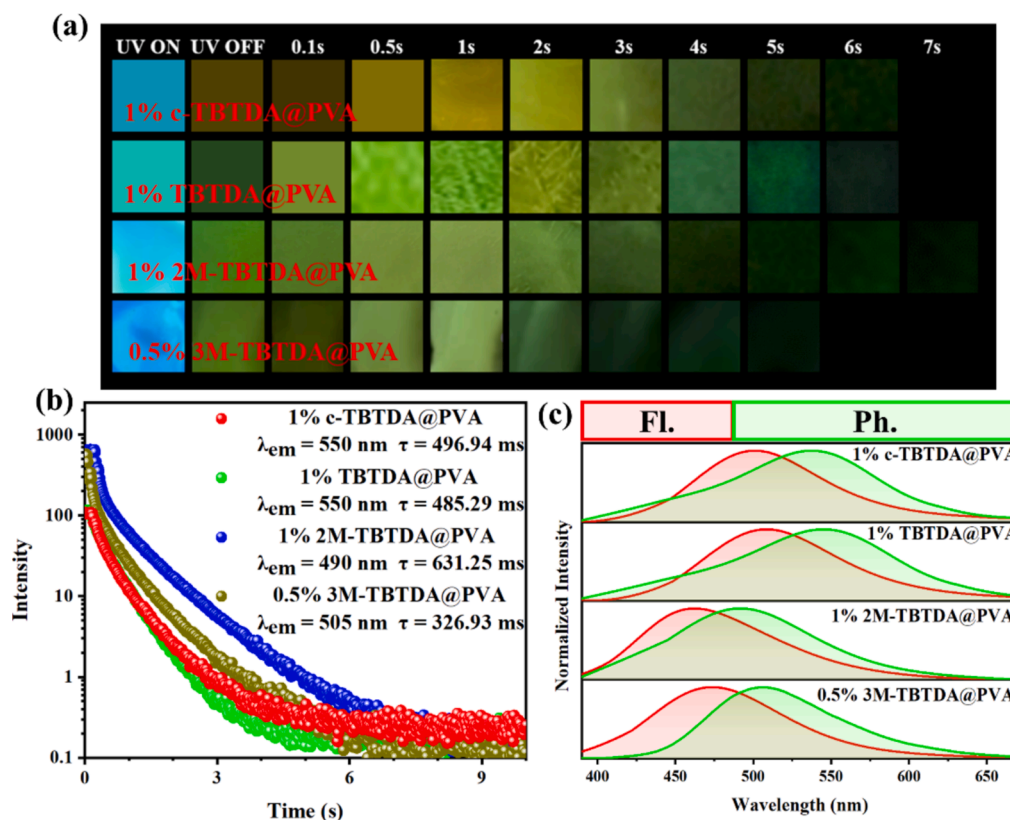 (a)
UV ON UV OFF 0.1s 0.5s 1s 2s 3s 4s 5s 6s 7s
1% c-TBTDA@PVA
1% TBTDA@PVA
1% 2M-TBTDA@PVA
0.5% 3M-TBTDA@PVA
(b)
1000
100
10
1
0.1
Intensity
0 3 6 9
Time (s)
1% c-TBTDA@PVA
λem = 550 nm τ = 496.94 ms
1% TBTDA@PVA
λem = 550 nm τ = 485.29 ms
1% 2M-TBTDA@PVA
λem = 490 nm τ = 631.25 ms
0.5% 3M-TBTDA@PVA
λem = 505 nm τ = 326.93 ms
(c)
Fl. Ph.
1% c-TBTDA@PVA
1% TBTDA@PVA
1% 2M-TBTDA@PVA
0.5% 3M-TBTDA@PVA
Normalized Intensity
400 450 500 550 600 650
Wavelength (nm)